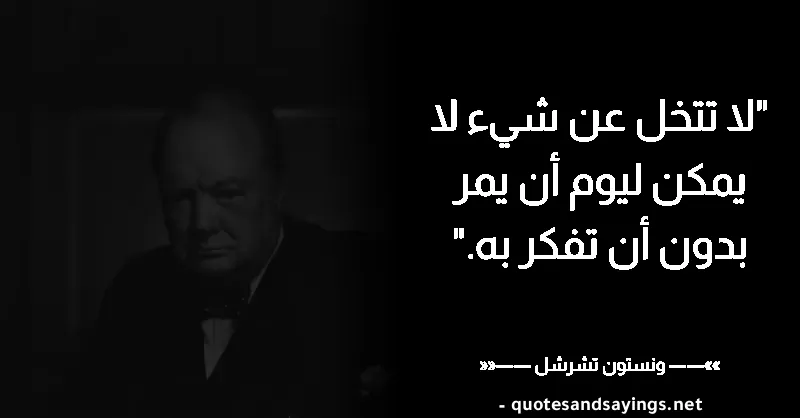 "لا تتخل عن شيء لا
يمكن ليوم أن يمر
بدون أن تفكر به."
»»—— ونستون تشرشل ——««
- quotesandsayings.net